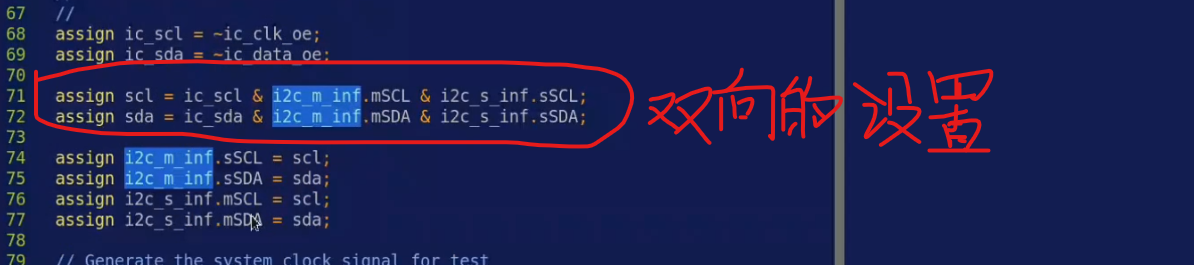 67 //
68 assign ic_scl = ~ic_clk_oe;
69 assign ic_sda = ~ic_data_oe;
70
71 assign scl = ic_scl & i2c_m_inf.mSCL & i2c_s_inf.sSCL;
72 assign sda = ic_sda & i2c_m_inf.mSDA & i2c_s_inf.sSDA;
双向的设置
73
74 assign i2c_m_inf.sSCL = scl;
75 assign i2c_m_inf.sSDA = sda;
76 assign i2c_s_inf.mSCL = scl;
77 assign i2c_s_inf.mSDA = sda;
78
79 // Generate the system clock signal for test